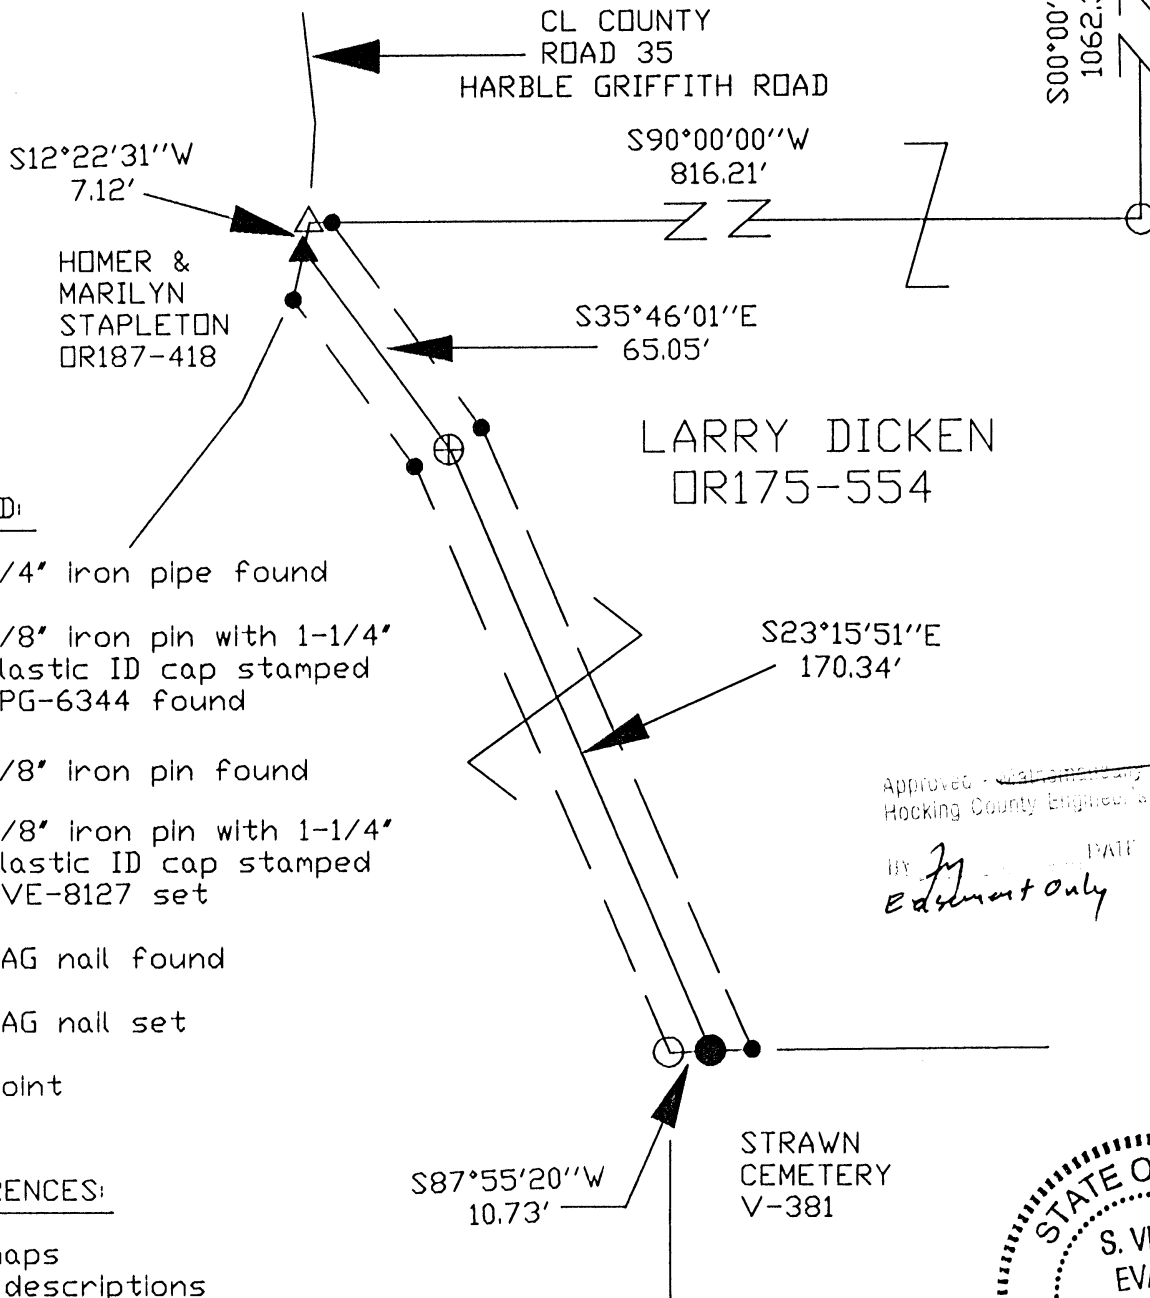 CL COUNTY
ROAD 35
HARBLE GRIFFITH ROAD
S00°00'
1062.
S12°22'31''W
7.12'
S90°00'00''W
816.21'
HOMER &
MARILYN
STAPLETON
OR187-418
S35°46'01''E
65.05'
LARRY DICKEN
OR175-554
D:
/4" iron pipe found
/8" iron pin with 1-1/4"
lastic ID cap stamped
PG-6344 found
S23°15'51''E
170.34'
/8" iron pin found
/8" iron pin with 1-1/4"
lastic ID cap stamped
VE-8127 set
Approved - Mathematically
Hocking County Engineer's
BY DATE
Easement Only
AG nail found
AG nail set
oint
S87°55'20''W
10.73'
STRAWN
CEMETERY
V-381
RENCES:
naps
descriptions
STATE O
S. V
EV